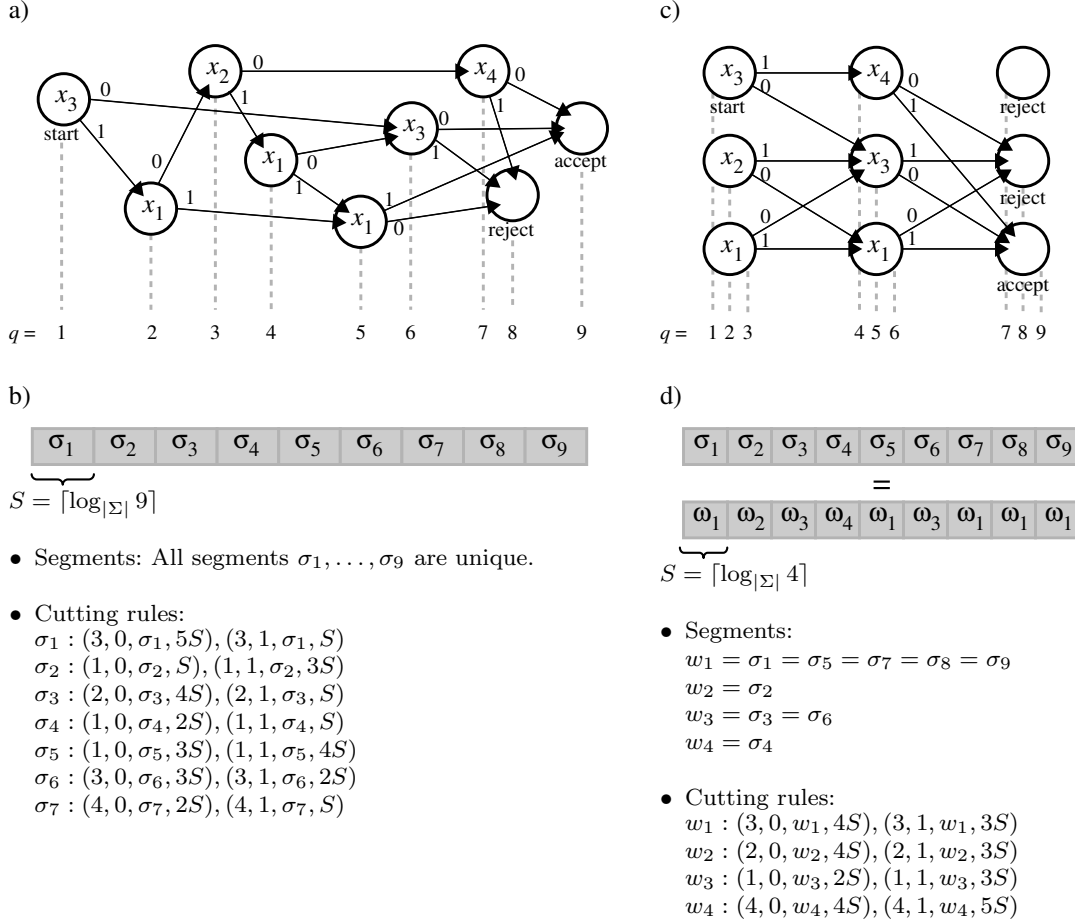 a)
x₂ 0 x₄ 0
x₃ 0 1 1
start 1 0 x₃ 0
x₁ 0 1 accept
0 1
x₁ 1 x₁ 1 0 reject
q = 1 2 3 4 5 6 7 8 9
b)
σ₁ σ₂ σ₃ σ₄ σ₅ σ₆ σ₇ σ₈ σ₉
S = ⌈log_|Σ| 9⌉
• Segments: All segments σ₁, . . . , σ₉ are unique.
• Cutting rules:
σ₁ : (3, 0, σ₁, 5S), (3, 1, σ₁, S)
σ₂ : (1, 0, σ₂, S), (1, 1, σ₂, 3S)
σ₃ : (2, 0, σ₃, 4S), (2, 1, σ₃, S)
σ₄ : (1, 0, σ₄, 2S), (1, 1, σ₄, S)
σ₅ : (1, 0, σ₅, 3S), (1, 1, σ₅, 4S)
σ₆ : (3, 0, σ₆, 3S), (3, 1, σ₆, 2S)
σ₇ : (4, 0, σ₇, 2S), (4, 1, σ₇, S)
c)
x₃ 1 0 x₄ 0 1
start reject
x₂ 1 0 x₃ 1 0
reject
x₁ 0 1 x₁ 0 1
accept
q = 1 2 3 4 5 6 7 8 9
d)
σ₁ σ₂ σ₃ σ₄ σ₅ σ₆ σ₇ σ₈ σ₉
=
ω₁ ω₂ ω₃ ω₄ ω₁ ω₃ ω₁ ω₁ ω₁
S = ⌈log_|Σ| 4⌉
• Segments:
w₁ = σ₁ = σ₅ = σ₇ = σ₈ = σ₉
w₂ = σ₂
w₃ = σ₃ = σ₆
w₄ = σ₄
• Cutting rules:
w₁ : (3, 0, w₁, 4S), (3, 1, w₁, 3S)
w₂ : (2, 0, w₂, 4S), (2, 1, w₂, 3S)
w₃ : (1, 0, w₃, 2S), (1, 1, w₃, 3S)
w₄ : (4, 0, w₄, 4S), (4, 1, w₄, 5S)